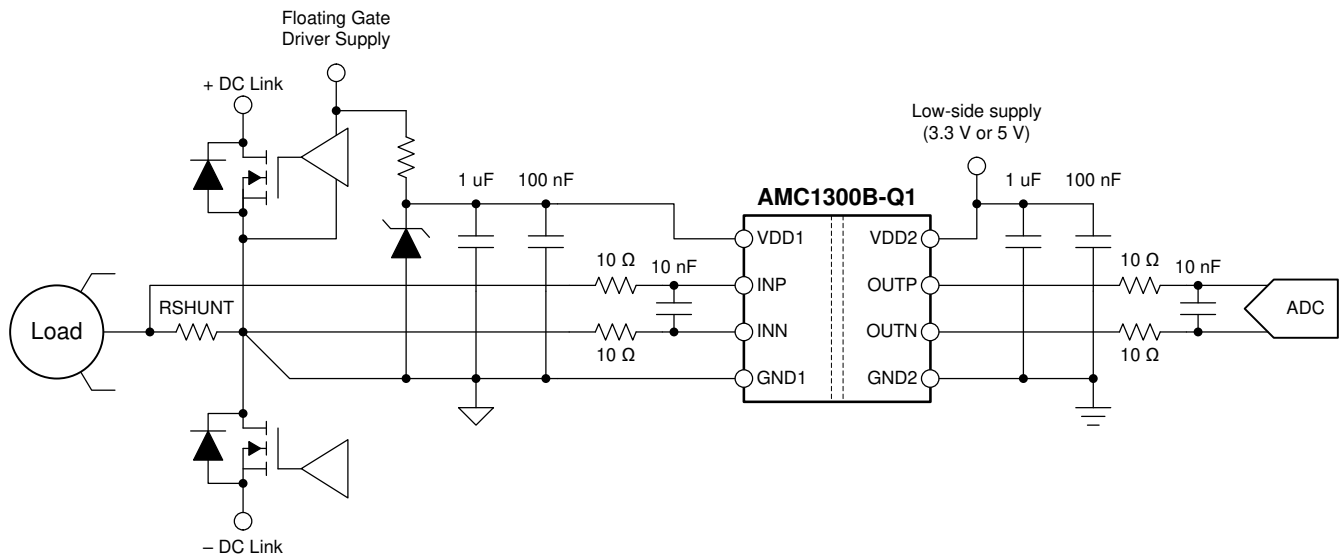 Floating Gate
Driver Supply
+ DC Link
Low-side supply
(3.3 V or 5 V)
1 uF
100 nF
AMC1300B-Q1
1 uF
100 nF
VDD1
VDD2
10 Ω
10 nF
INP
OUTP
10 Ω
10 nF
Load
RSHUNT
INN
OUTN
ADC
10 Ω
10 Ω
GND1
GND2
– DC Link